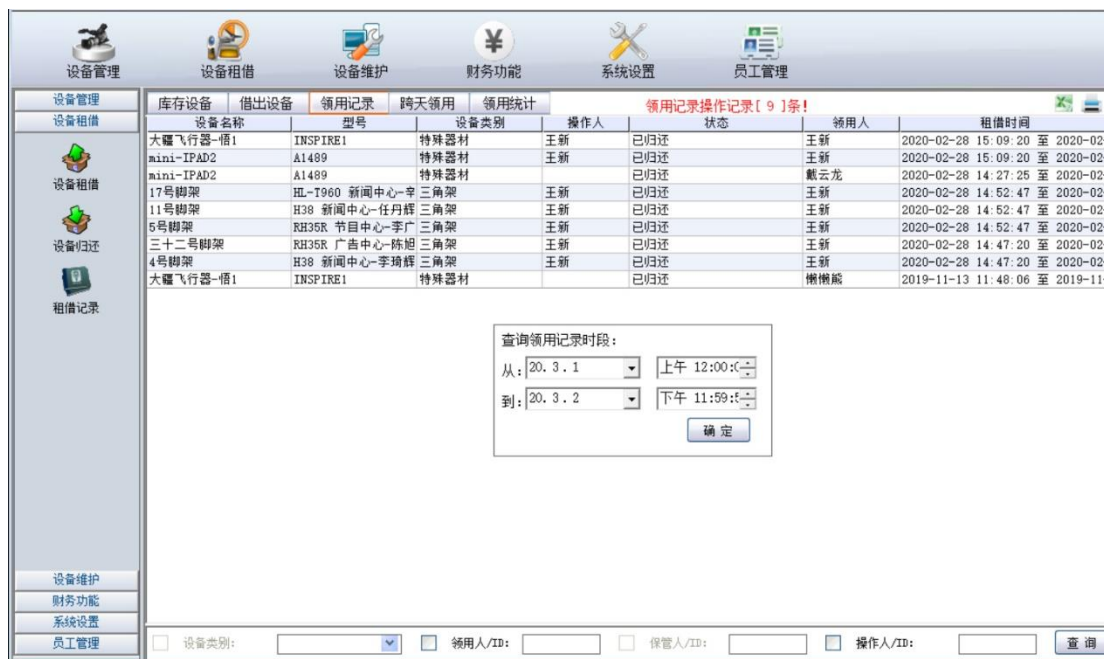 设备管理 设备租借 设备维护 财务功能 系统设置 员工管理
设备管理
设备租借
设备租借
设备归还
租借记录
设备维护
财务功能
系统设置
员工管理
库存设备 借出设备 领用记录 跨天领用 领用统计 领用记录操作记录[ 9 ]条!
设备名称 型号 设备类别 操作人 状态 领用人 租借时间
大疆飞行器-悟1 INSPIRE1 特殊器材 王新 已归还 王新 2020-02-28 15:09:20 至 2020-02
mini-IPAD2 A1489 特殊器材 王新 已归还 王新 2020-02-28 15:09:20 至 2020-02
mini-IPAD2 A1489 特殊器材 已归还 戴云龙 2020-02-28 14:27:25 至 2020-02
17号脚架 HL-T960 新闻中心-辛 三角架 王新 已归还 王新 2020-02-28 14:52:47 至 2020-02
11号脚架 H38 新闻中心-任丹辉 三角架 王新 已归还 王新 2020-02-28 14:52:47 至 2020-02
5号脚架 RH35R 节目中心-李广 三角架 王新 已归还 王新 2020-02-28 14:52:47 至 2020-02
三十二号脚架 RH35R 广告中心-陈旭 三角架 王新 已归还 王新 2020-02-28 14:47:20 至 2020-02
4号脚架 H38 新闻中心-李琦辉 三角架 王新 已归还 王新 2020-02-28 14:47:20 至 2020-02
大疆飞行器-悟1 INSPIRE1 特殊器材 已归还 懒懒熊 2019-11-13 11:48:06 至 2019-11
查询领用记录时段:
从: 20. 3. 1 上午 12:00:0
到: 20. 3. 2 下午 11:59:5
确 定
设备类别: 领用人/ID: 保管人/ID: 操作人/ID: 查 询